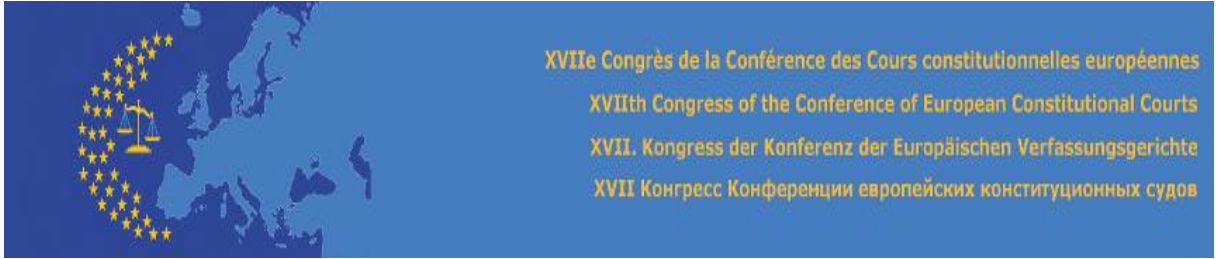 XVIIe Congrès de la Conférence des Cours constitutionnelles européennes
XVIIth Congress of the Conference of European Constitutional Courts
XVII. Kongress der Konferenz der Europäischen Verfassungsgerichte
XVII Конгресс Конференции европейских конституционных судов